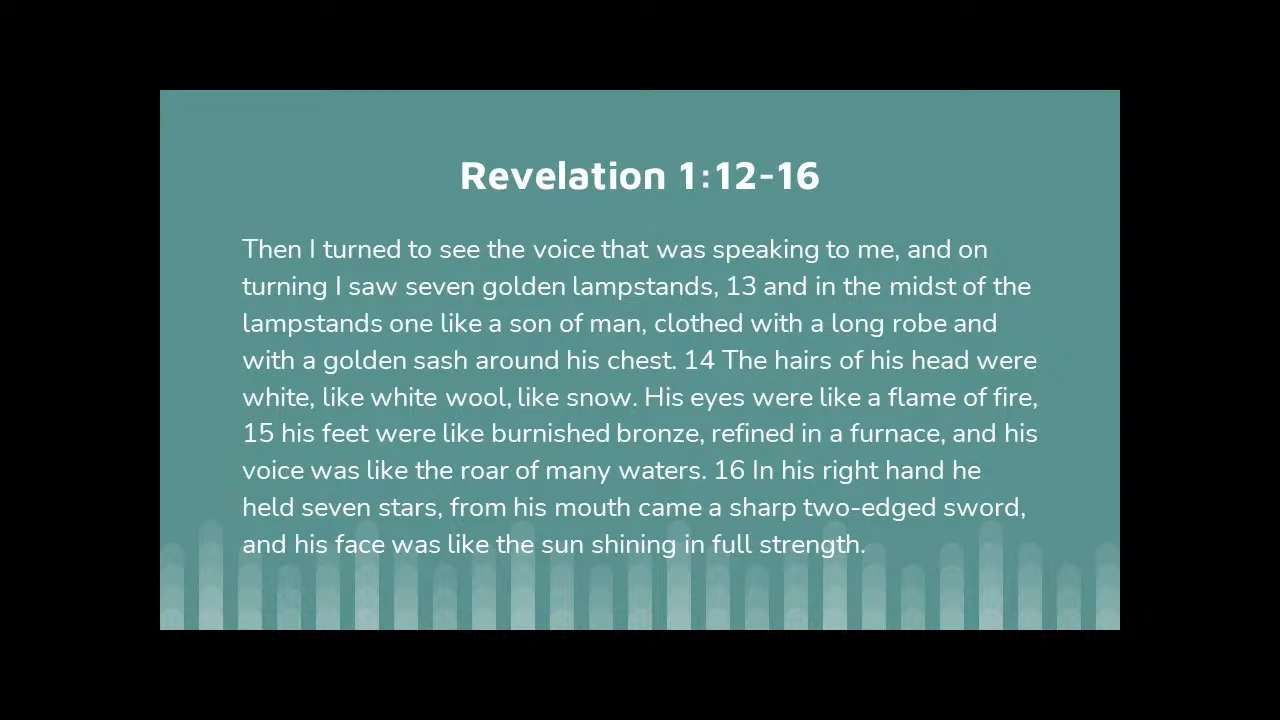 Revelation 1:12-16
Then I turned to see the voice that was speaking to me, and on
turning I saw seven golden lampstands, 13 and in the midst of the
lampstands one like a son of man, clothed with a long robe and
with a golden sash around his chest. 14 The hairs of his head were
white, like white wool, like snow. His eyes were like a flame of fire,
15 his feet were like burnished bronze, refined in a furnace, and his
voice was like the roar of many waters. 16 In his right hand he
held seven stars, from his mouth came a sharp two-edged sword,
and his face was like the sun shining in full strength.